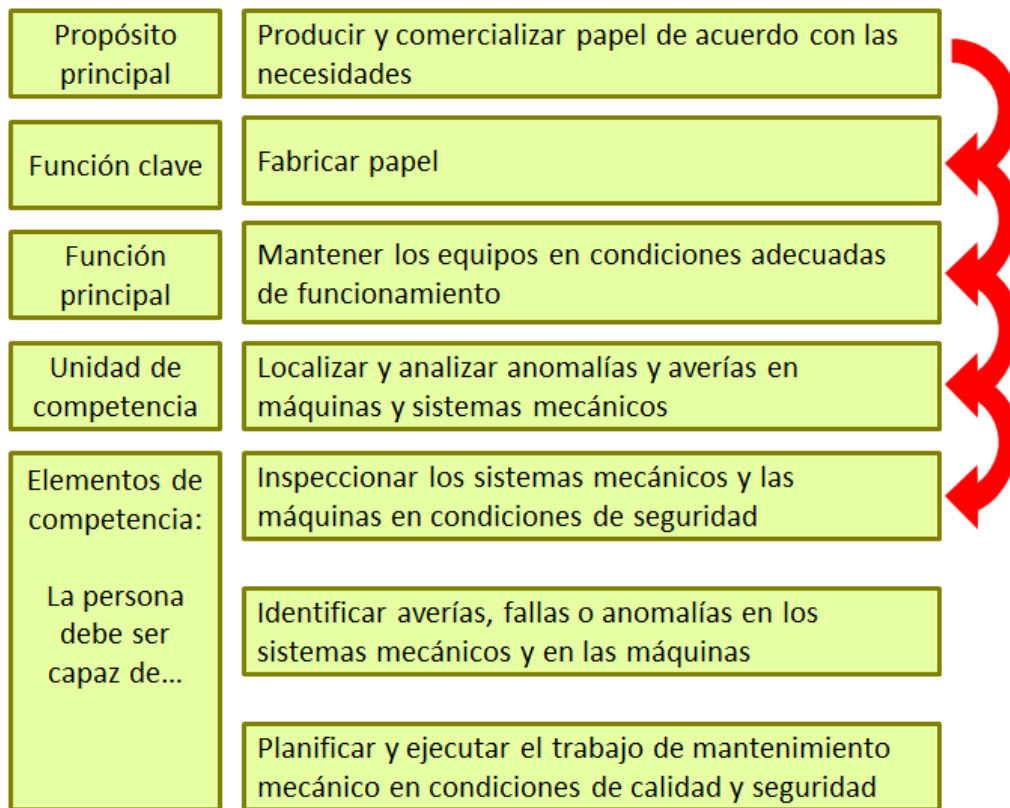 Propósito
principal
Producir y comercializar papel de acuerdo con las
necesidades
Función clave
Fabricar papel
Función
principal
Mantener los equipos en condiciones adecuadas
de funcionamiento
Unidad de
competencia
Localizar y analizar anomalías y averías en
máquinas y sistemas mecánicos
Elementos de
competencia:
La persona
debe ser
capaz de...
Inspeccionar los sistemas mecánicos y las
máquinas en condiciones de seguridad
Identificar averías, fallas o anomalías en los
sistemas mecánicos y en las máquinas
Planificar y ejecutar el trabajo de mantenimiento
mecánico en condiciones de calidad y seguridad